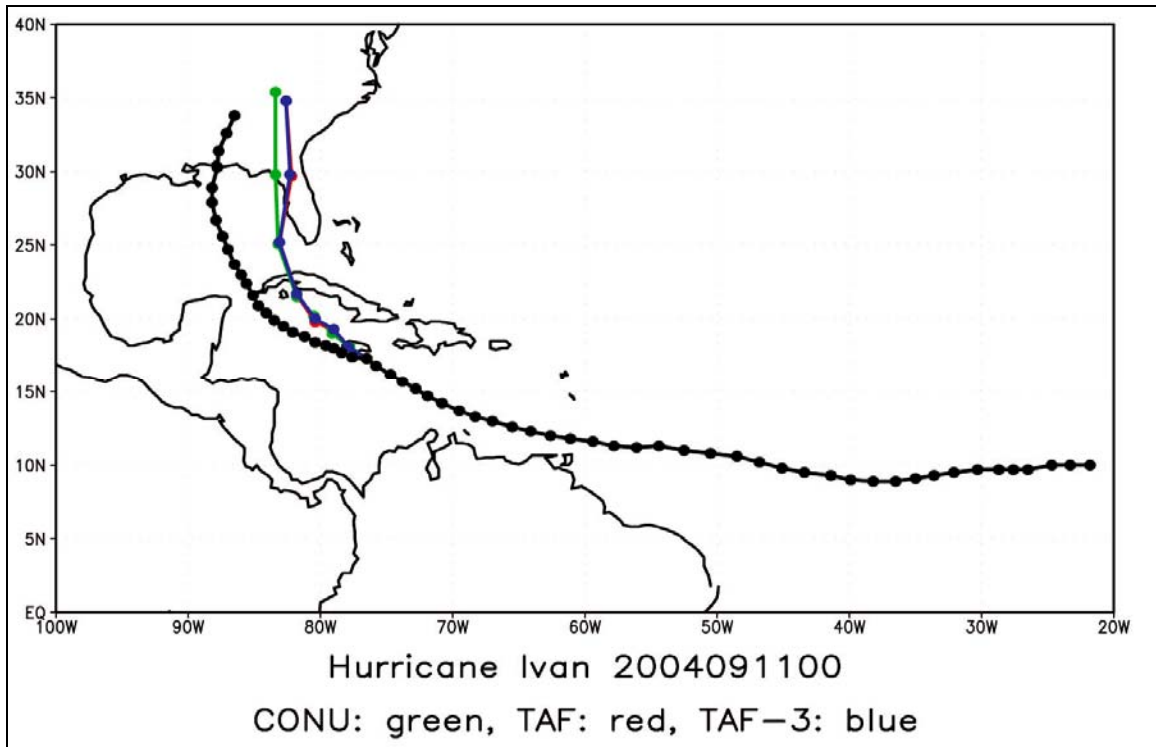 40N
35N
30N
25N
20N
15N
10N
5N
EQ
100W 90W 80W 70W 60W 50W 40W 30W 20W
Hurricane Ivan 2004091100
CONU: green, TAF: red, TAF-3: blue